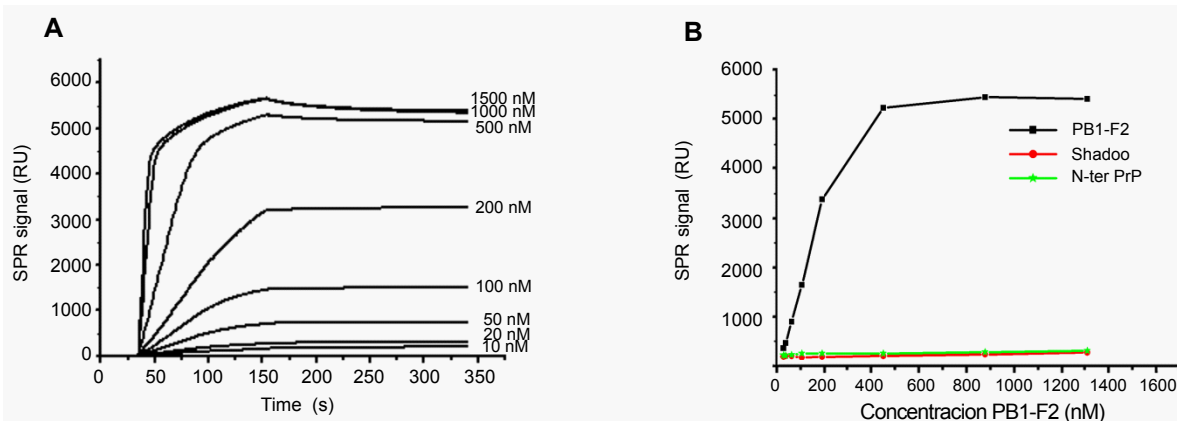 A
SPR signal (RU)
6000
5000
4000
3000
2000
1000
0
0 50 100 150 200 250 300 350
Time (s)
1500 nM
1000 nM
500 nM
200 nM
100 nM
50 nM
20 nM
10 nM
B
SPR signal (RU)
6000
5000
4000
3000
2000
1000
0 200 400 600 800 1000 1200 1400 1600
Concentracion PB1-F2 (nM)
PB1-F2
Shadoo
N-ter PrP